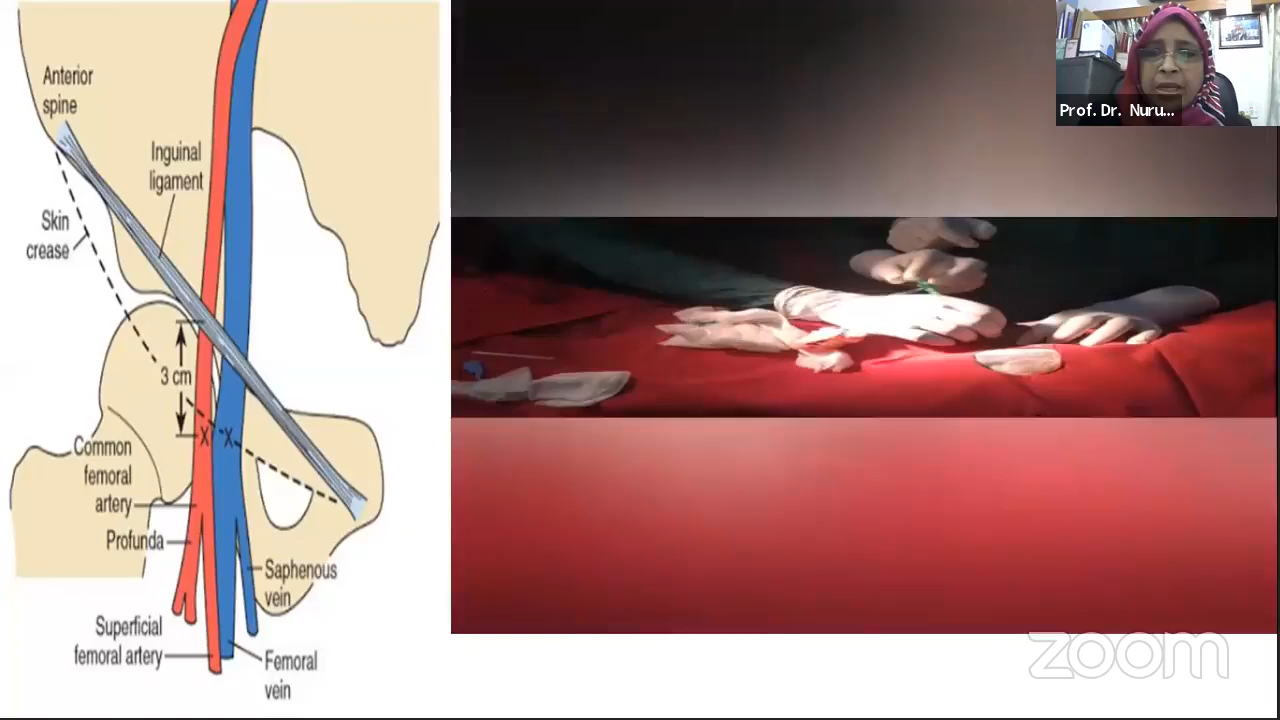 Anterior
spine
Inguinal
ligament
Skin
crease
3 cm
X X
Common
femoral
artery
Profunda
Saphenous
vein
Superficial
femoral artery
Femoral
vein
Prof. Dr. Nuru...
zoom